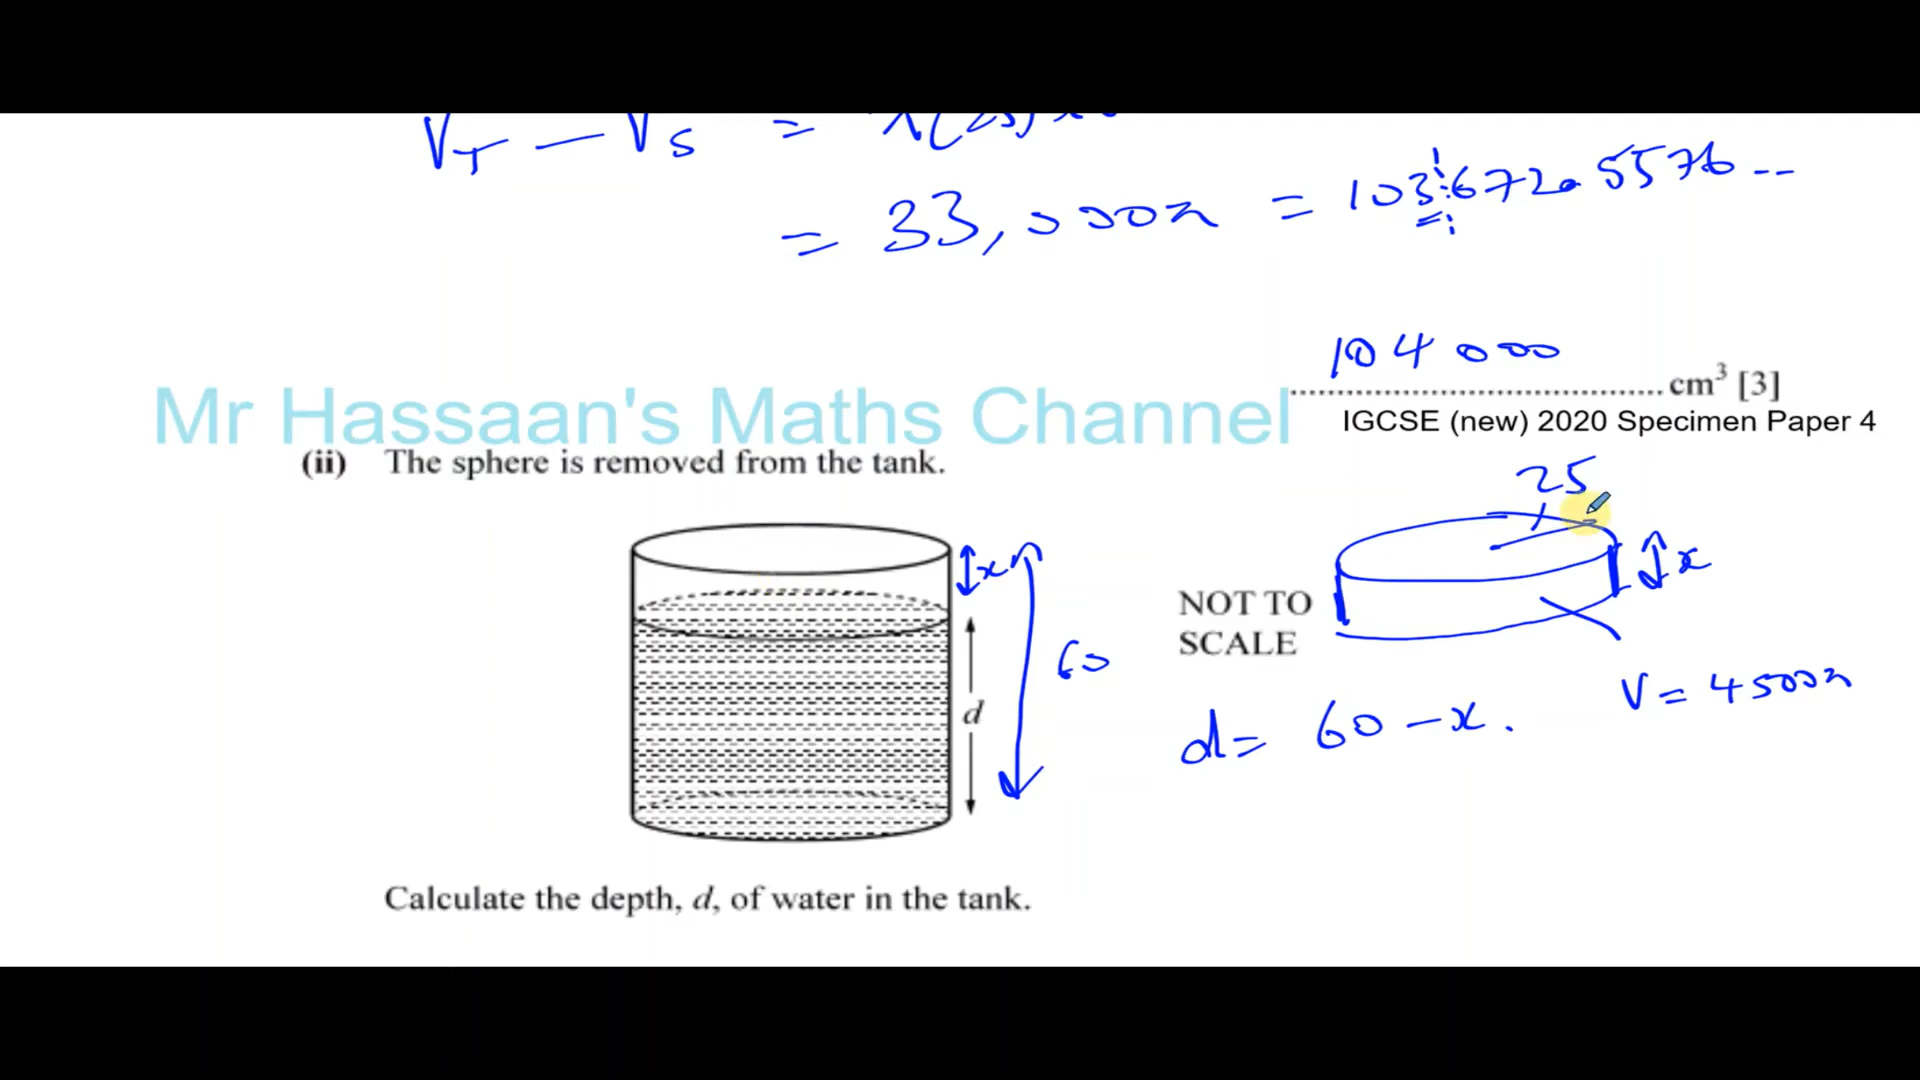 V_T − V_S =
= 33,000π = 103672.5576--
104 000
cm³ [3]
Mr Hassaan's Maths Channel
IGCSE (new) 2020 Specimen Paper 4
(ii) The sphere is removed from the tank.
25
x
x
NOT TO
SCALE
60
d
V = 4500π
d = 60 − x.
Calculate the depth, d, of water in the tank.